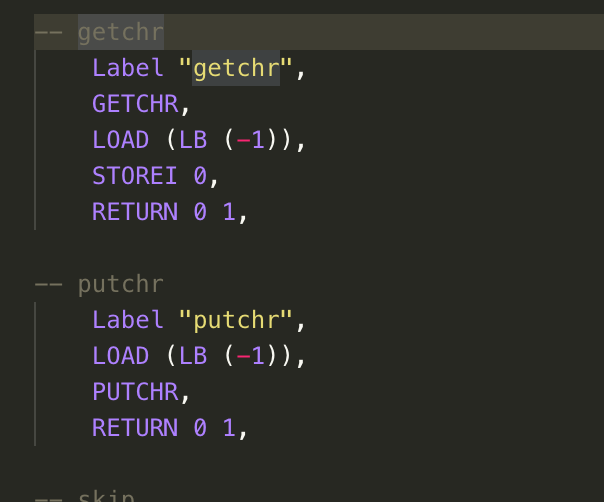 -- getchr
Label "getchr",
GETCHR,
LOAD (LB (-1)),
STOREI 0,
RETURN 0 1,
-- putchr
Label "putchr",
LOAD (LB (-1)),
PUTCHR,
RETURN 0 1,
-- skip